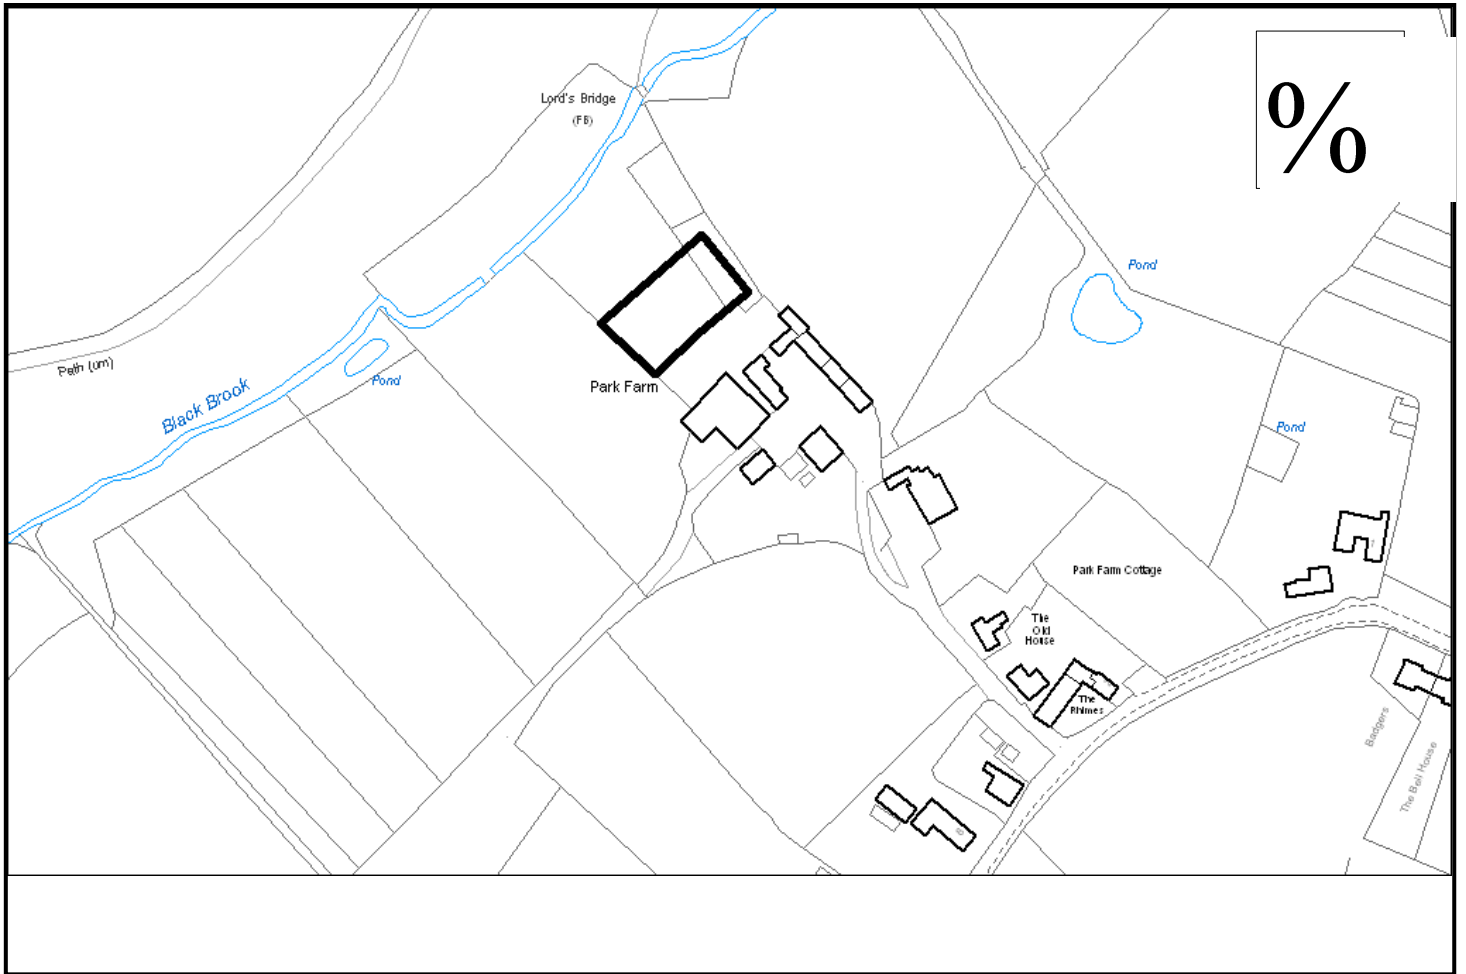 %
Lord's Bridge
(FB)
Pond
Path (um)
Pond
Park Farm
Black Brook
Pond
Park Farm Cottage
The
Old
House
The
Rhimes
Badgers
The Bell House
8